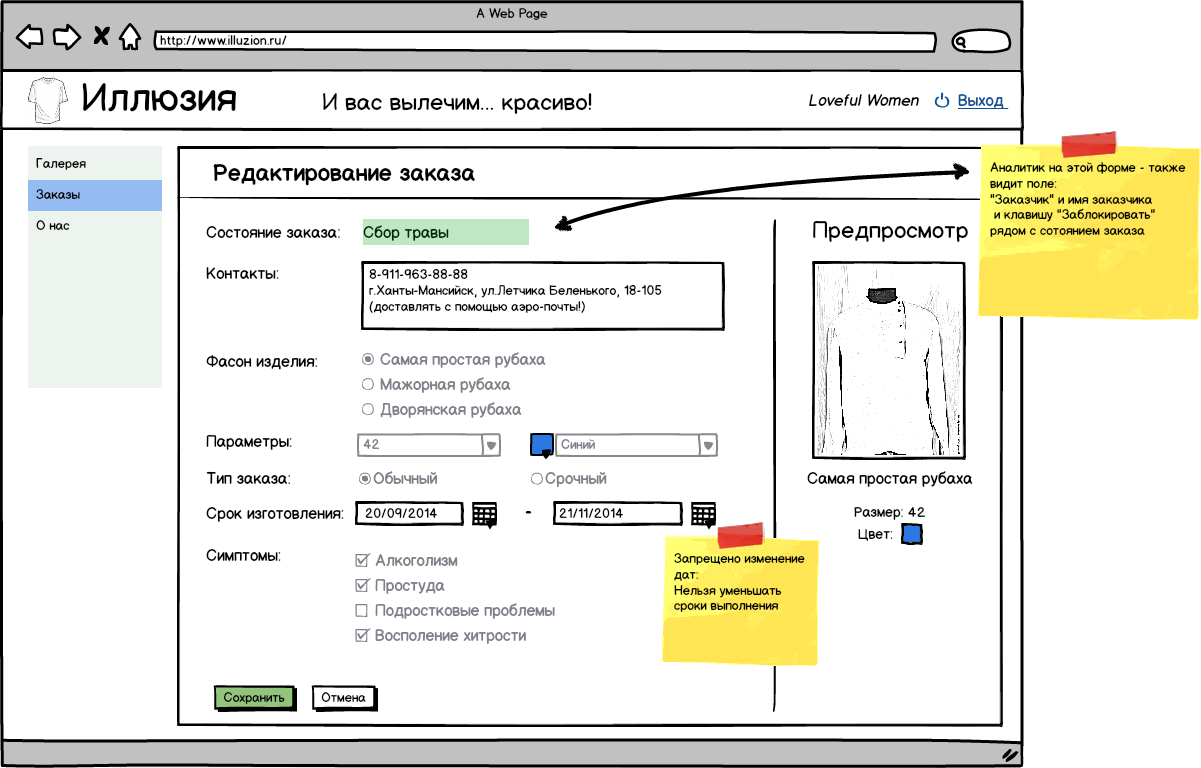 A Web Page
http://www.illuzion.ru/
Иллюзия
И вас вылечим... красиво!
Loveful Women
Выход
Галерея
Заказы
О нас
Редактирование заказа
Аналитик на этой форме - также
видит поле:
"Заказчик" и имя заказчика
и клавишу "Заблокировать"
рядом с сотоянием заказа
Состояние заказа: Сбор травы
Контакты:
8-911-963-88-88
г.Ханты-Мансийск, ул.Летчика Беленького, 18-105
(доставлять с помощью аэро-почты!)
Фасон изделия:
Самая простая рубаха
Мажорная рубаха
Дворянская рубаха
Параметры: 42 Синий
Тип заказа: Обычный Срочный
Срок изготовления: 20/09/2014 - 21/11/2014
Симптомы:
Алкоголизм
Простуда
Подростковые проблемы
Восполение хитрости
Запрещено изменение
дат:
Нельзя уменьшать
сроки выполнения
Сохранить Отмена
Предпросмотр
Самая простая рубаха
Размер: 42
Цвет: